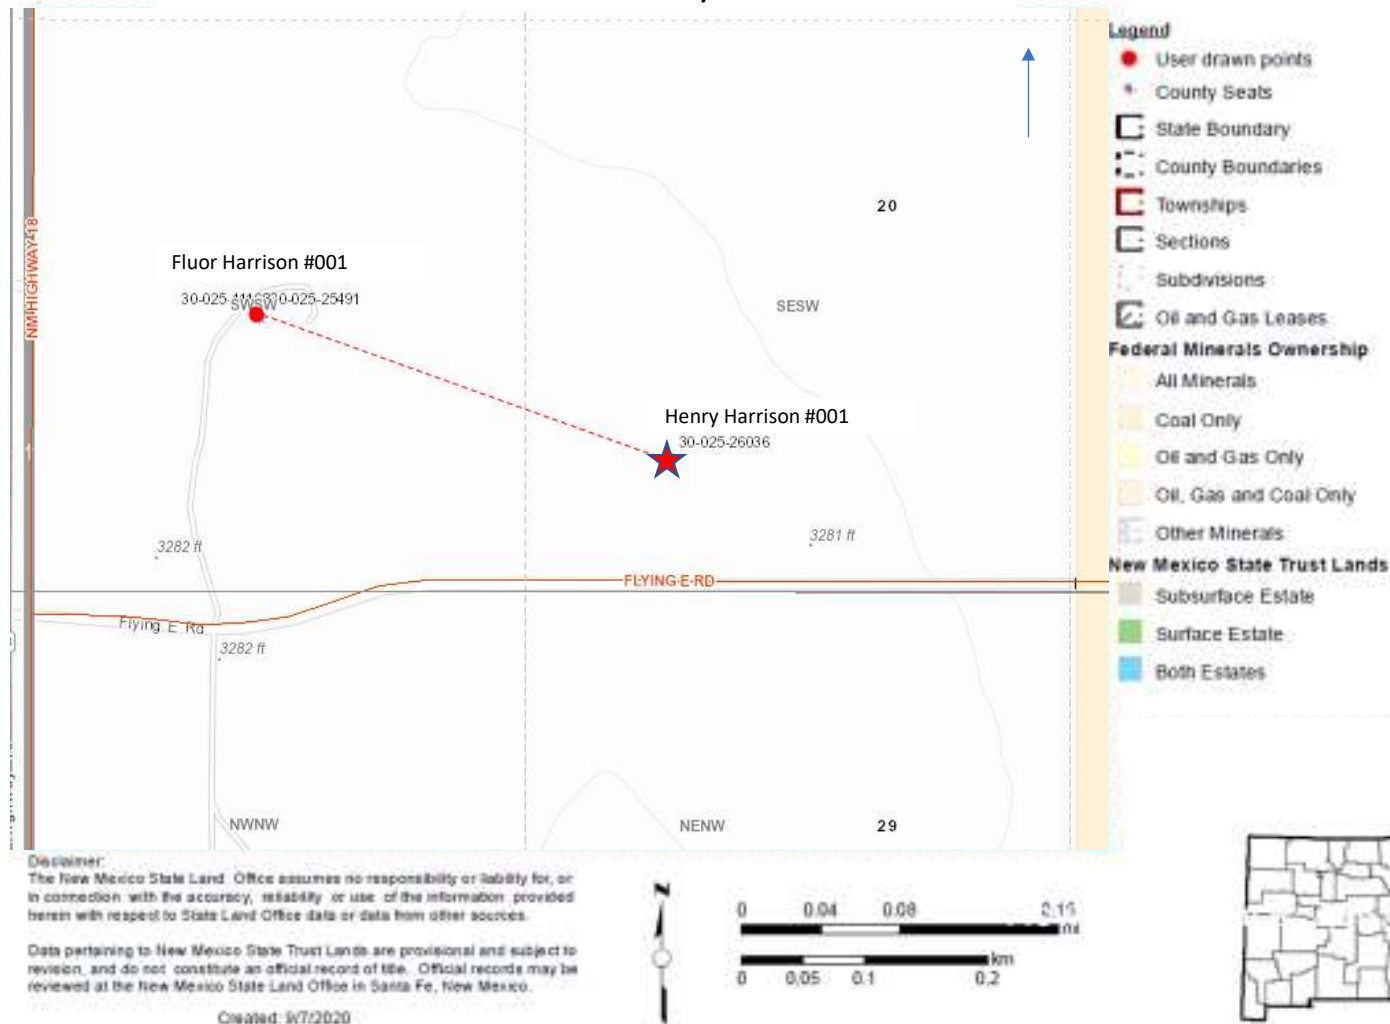 20
NM HIGHWAY 18
Fluor Harrison #001
30-025-25491
SWSW
SESW
Henry Harrison #001
30-025-26036
3282 ft
3281 ft
FLYING E RD
Flying E Rd
3282 ft
NWNW
NENW
29
Legend
User drawn points
County Seats
State Boundary
County Boundaries
Townships
Sections
Subdivisions
Oil and Gas Leases
Federal Minerals Ownership
All Minerals
Coal Only
Oil and Gas Only
Oil, Gas and Coal Only
Other Minerals
New Mexico State Trust Lands
Subsurface Estate
Surface Estate
Both Estates
Disclaimer:
The New Mexico State Land Office assumes no responsibility or liability for, or
in connection with the accuracy, reliability or use of the information provided
herein with respect to State Land Office data or data from other sources.
Data pertaining to New Mexico State Trust Lands are provisional and subject to
revision, and do not constitute an official record of title. Official records may be
reviewed at the New Mexico State Land Office in Santa Fe, New Mexico.
Created: 9/7/2020
N
0 0.04 0.08
0 0.05 0.1 0.2 km